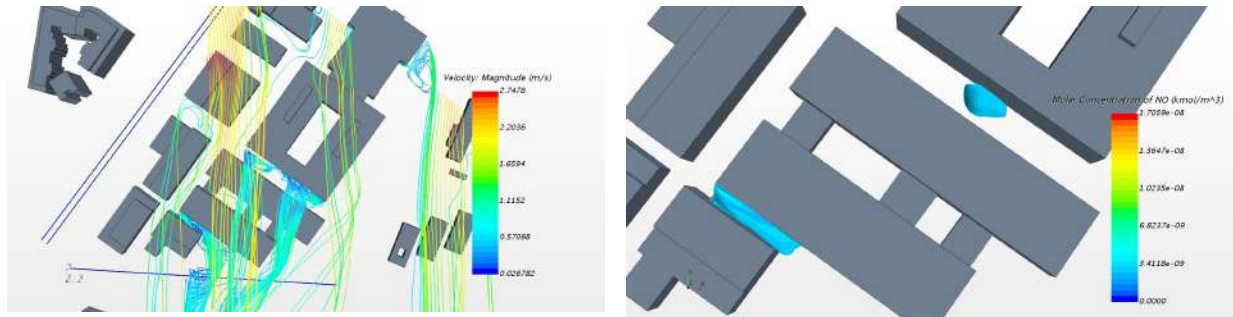 Velocity: Magnitude (m/s)
2.7478
2.2036
1.6594
1.1152
0.57098
0.026782
Molar Concentration of NO (kmol/m^3)
1.7059e-08
1.3647e-08
1.0235e-08
6.8237e-09
3.4118e-09
0.0000